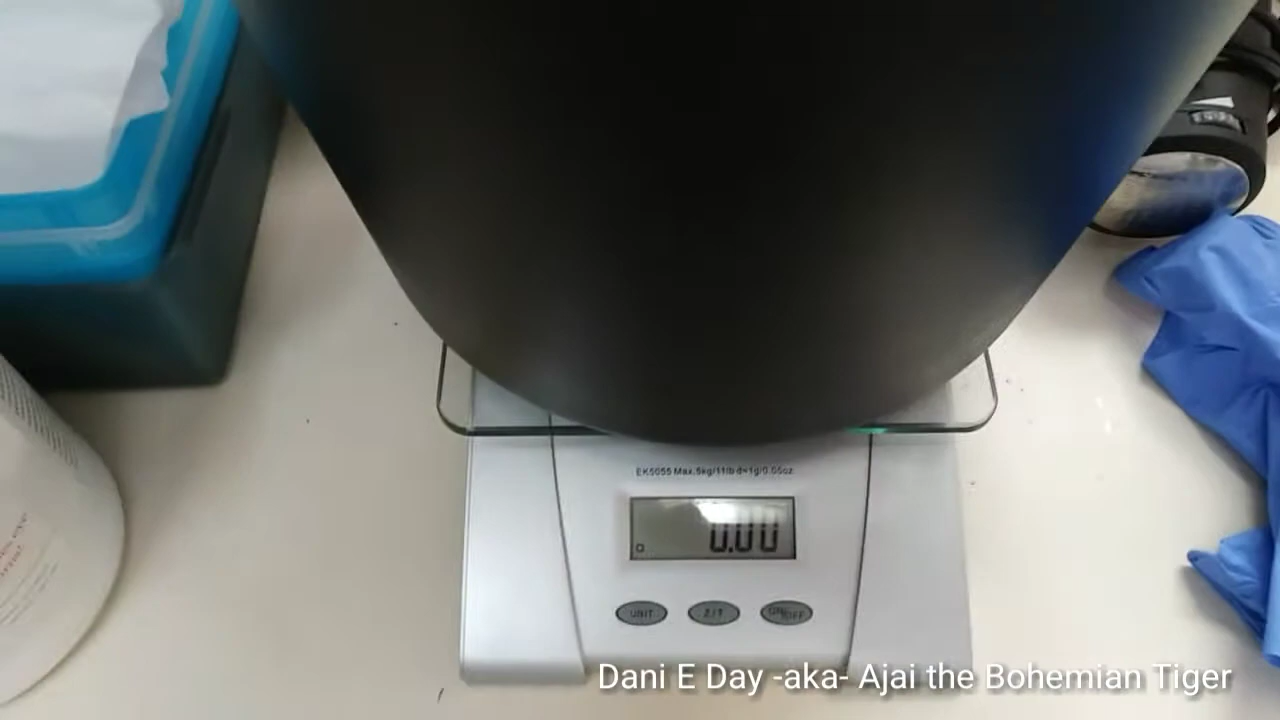 EK5055 Max.5kg/11lb d=1g/0.05oz
0.00
UNIT
Z/T
ON/OFF
Dani E Day -aka- Ajai the Bohemian Tiger